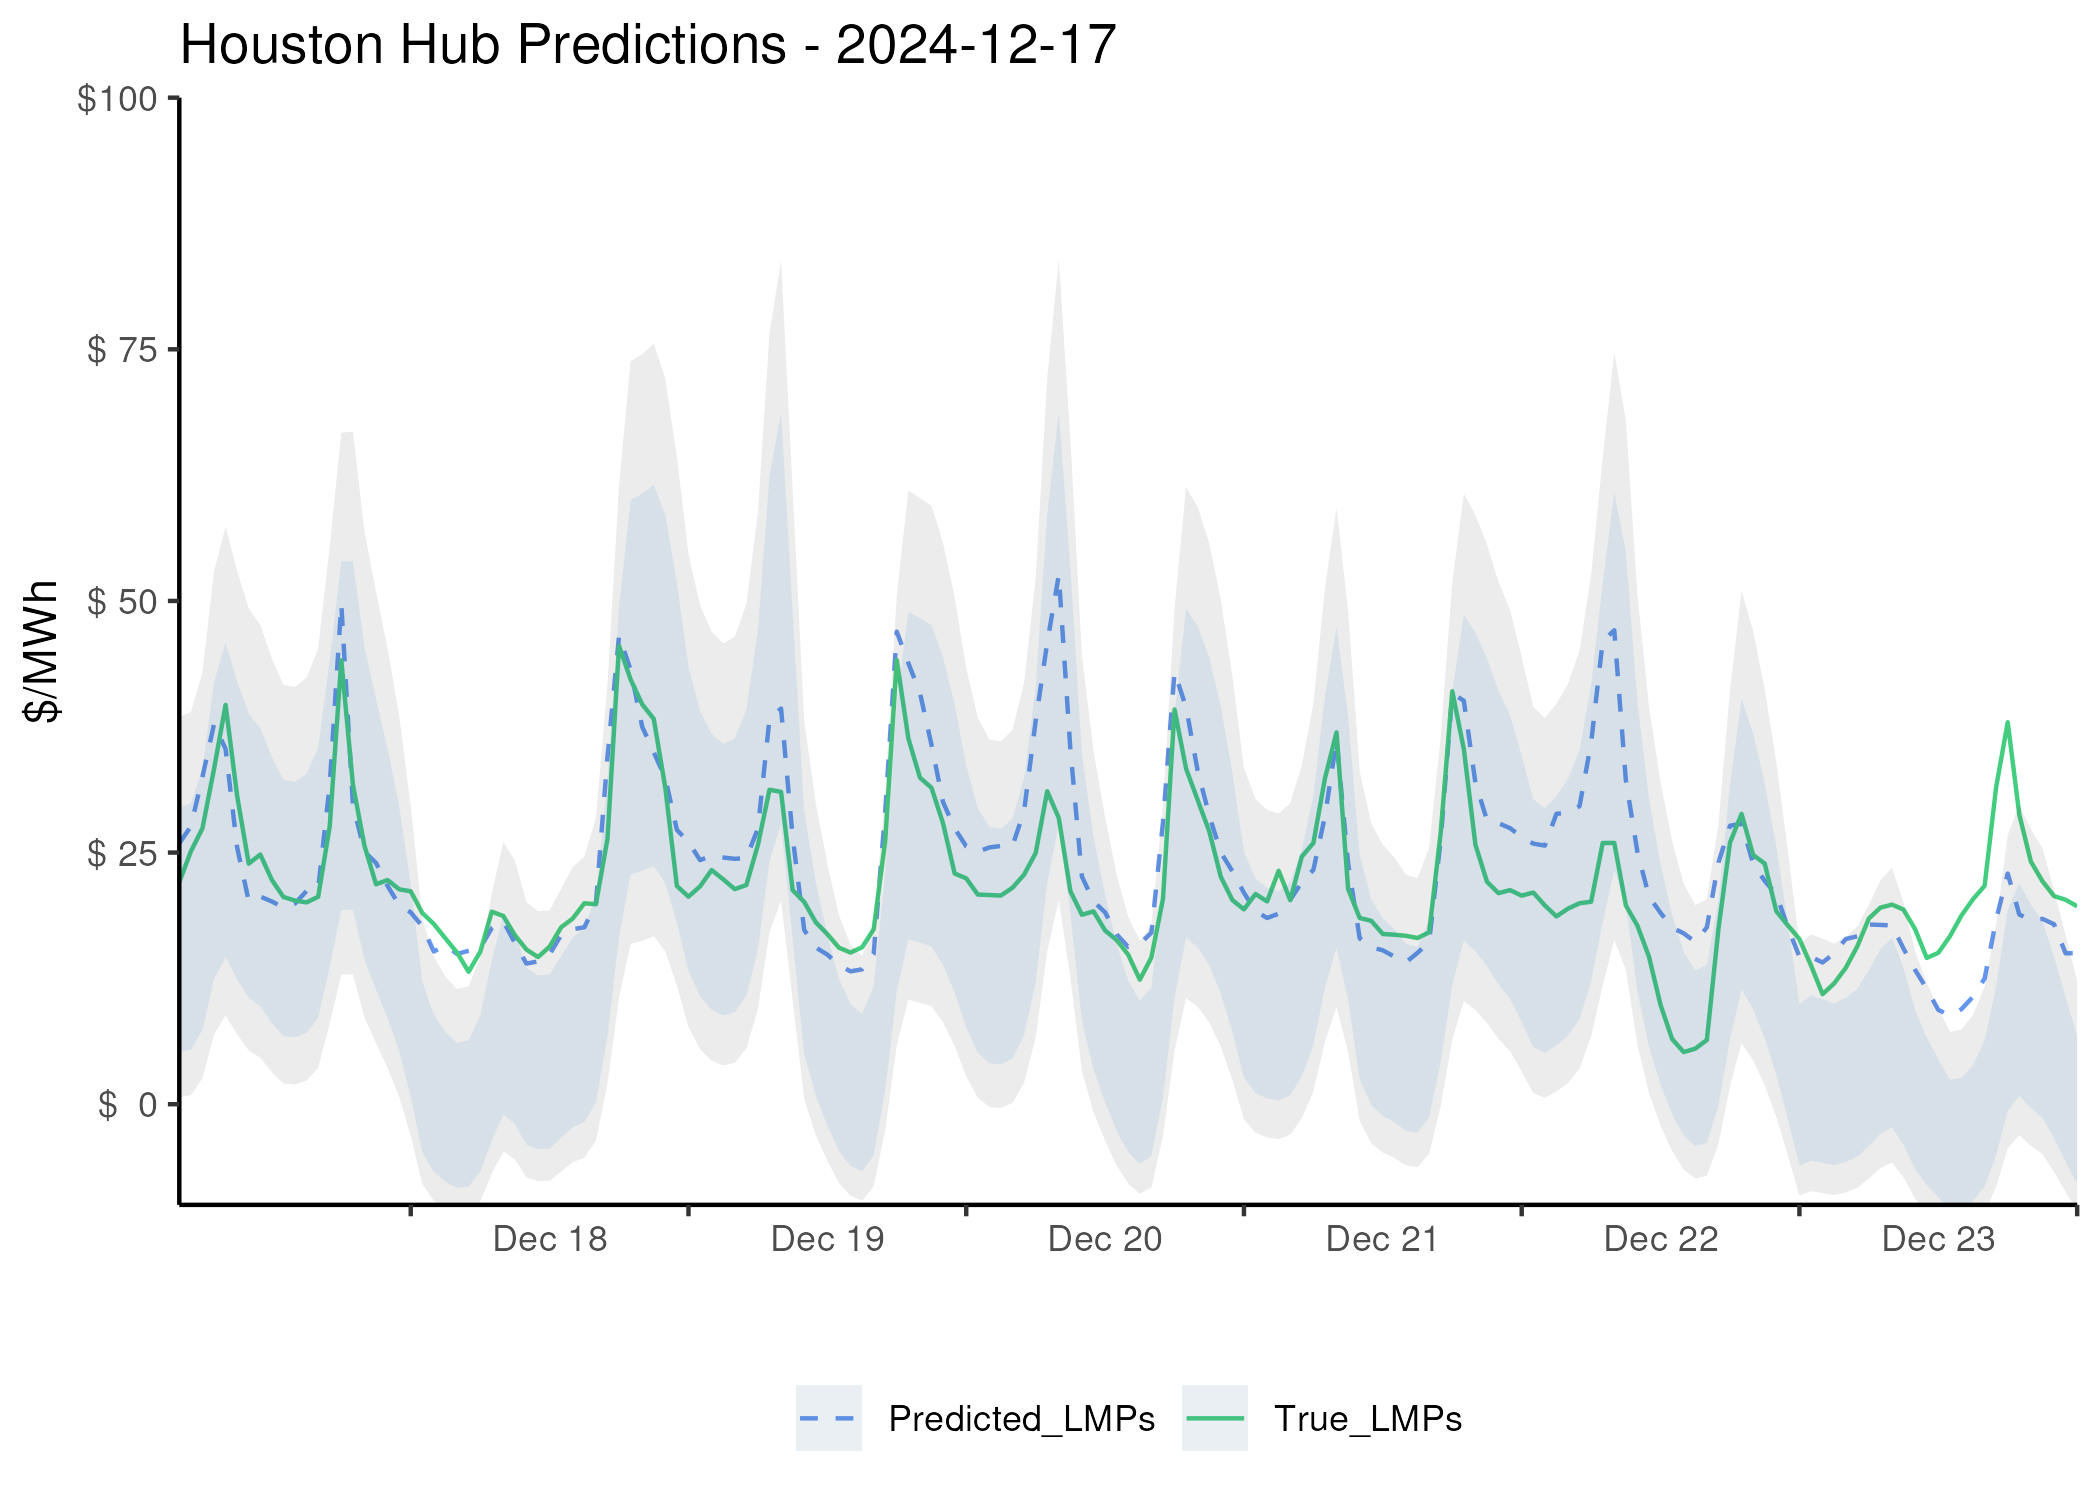 Houston Hub Predictions - 2024-12-17
$100
$ 75
$ 50
$ 25
$ 0
$/MWh
Dec 18 Dec 19 Dec 20 Dec 21 Dec 22 Dec 23
Predicted_LMPs True_LMPs